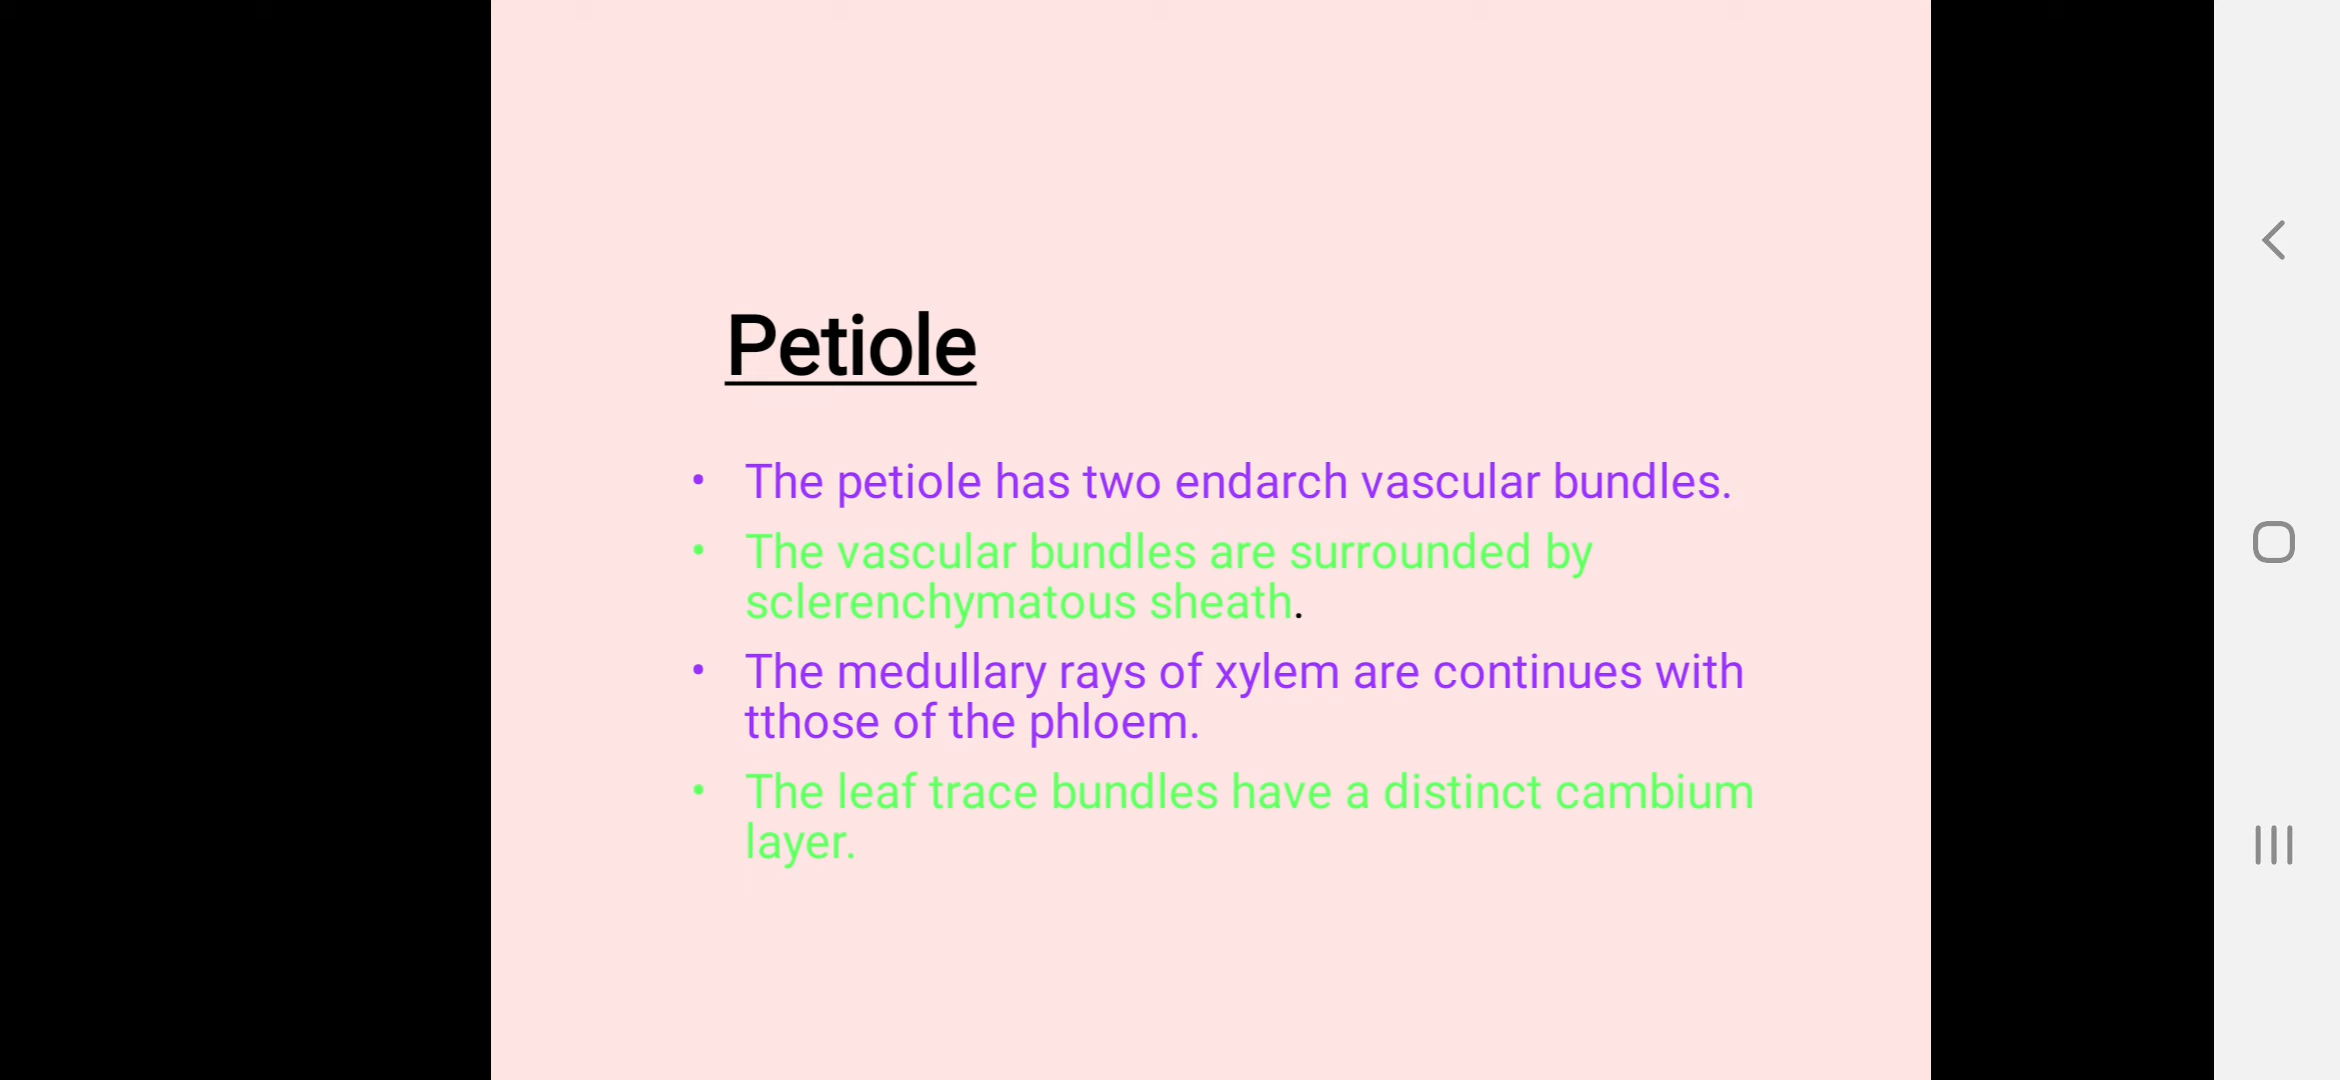 Petiole
• The petiole has two endarch vascular bundles.
• The vascular bundles are surrounded by
sclerenchymatous sheath.
• The medullary rays of xylem are continues with
tthose of the phloem.
• The leaf trace bundles have a distinct cambium
layer.